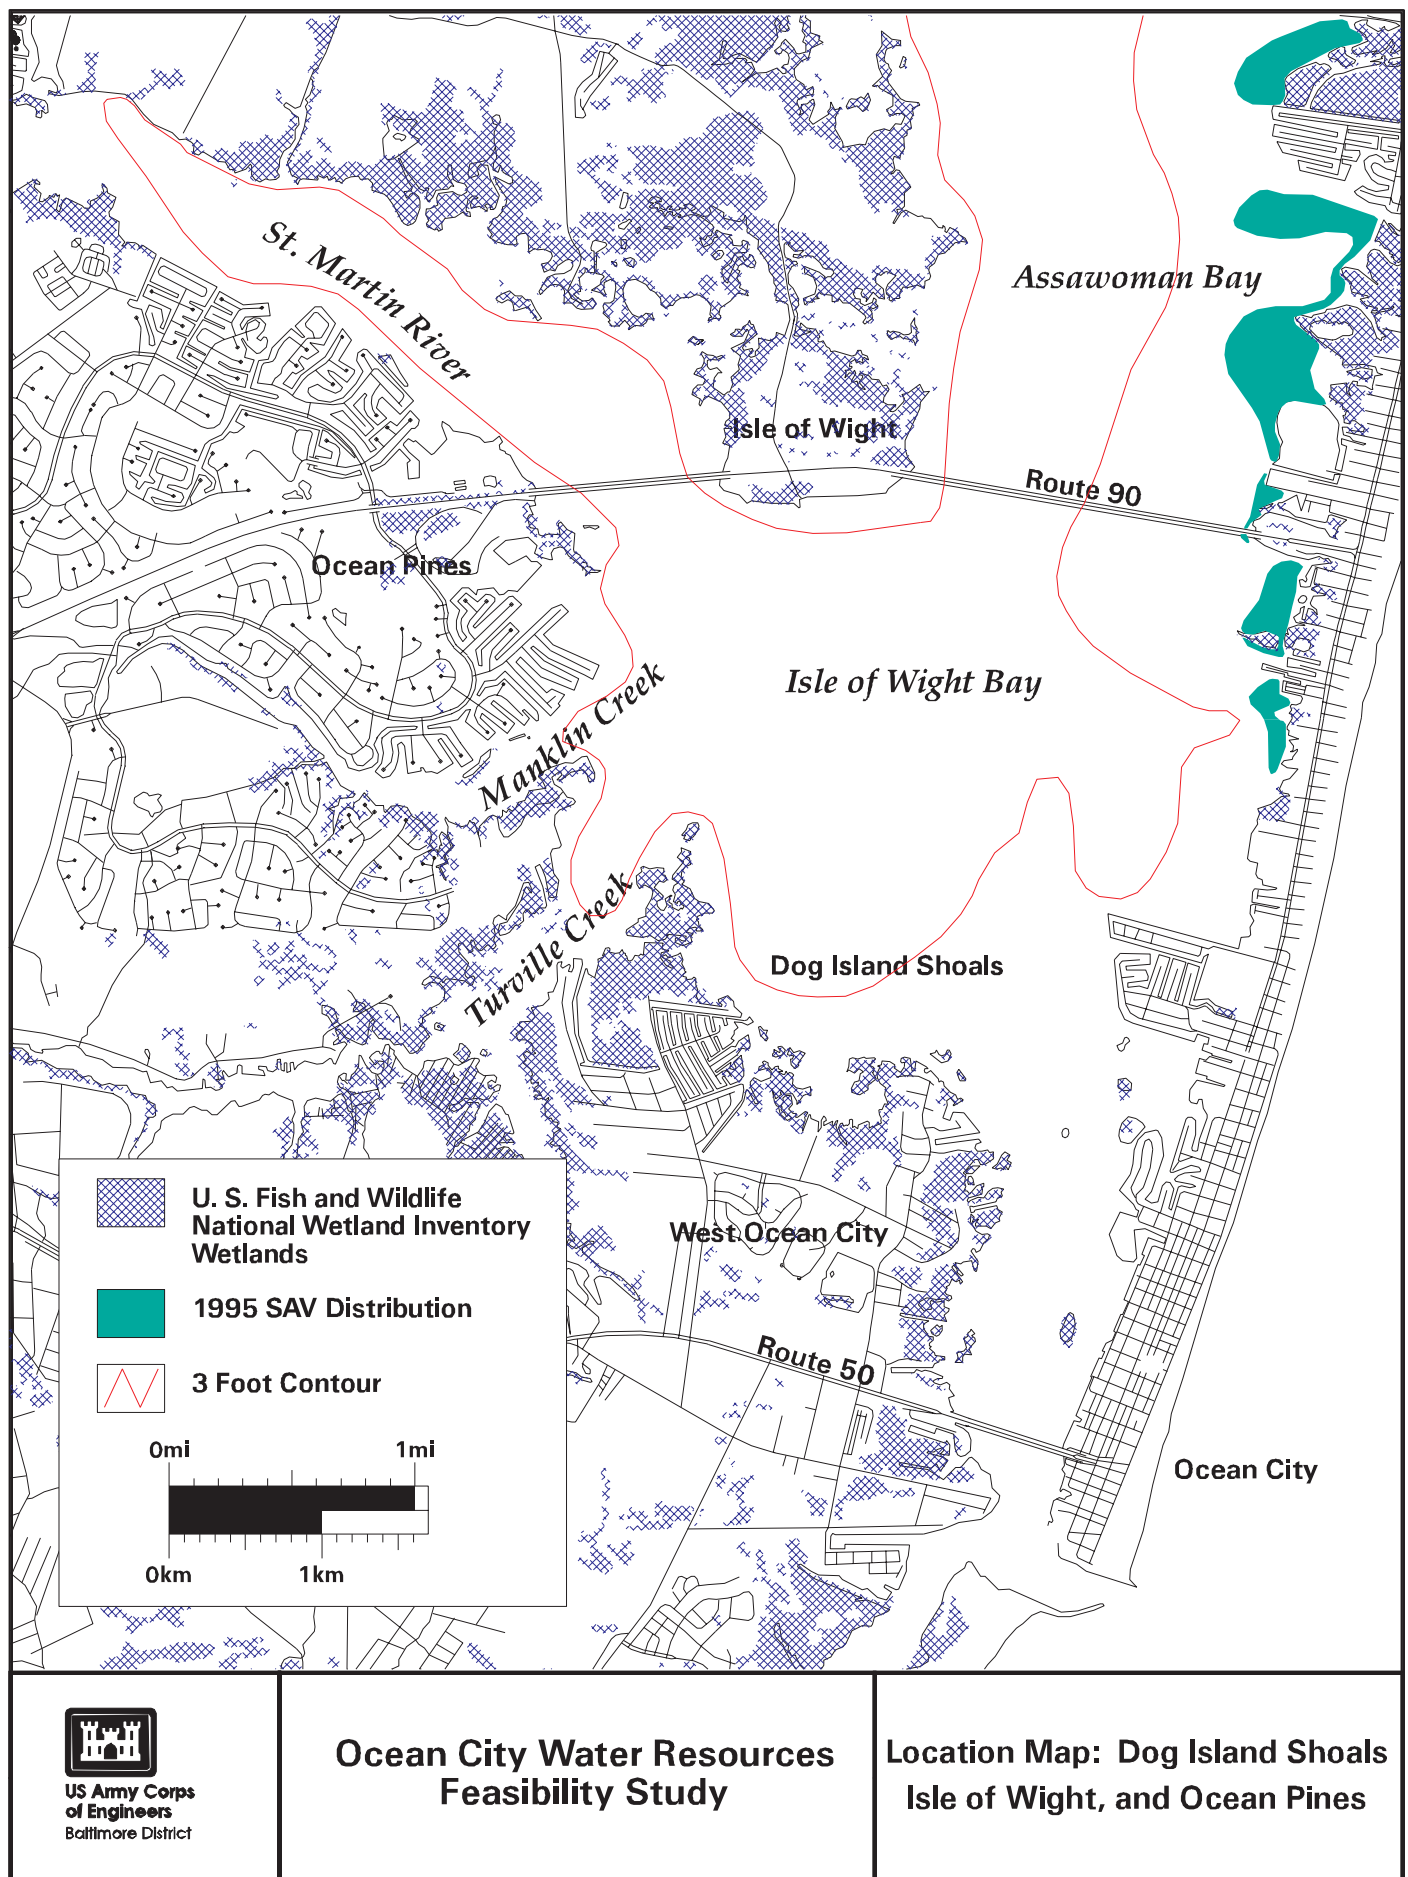 St. Martin River
Assawoman Bay
Isle of Wight
Route 90
Ocean Pines
Isle of Wight Bay
Manklin Creek
Turville Creek
Dog Island Shoals
West Ocean City
Route 50
Ocean City
U. S. Fish and Wildlife
National Wetland Inventory
Wetlands
1995 SAV Distribution
3 Foot Contour
0mi 1mi
0km 1km
US Army Corps
of Engineers
Baltimore District
Ocean City Water Resources
Feasibility Study
Location Map: Dog Island Shoals
Isle of Wight, and Ocean Pines